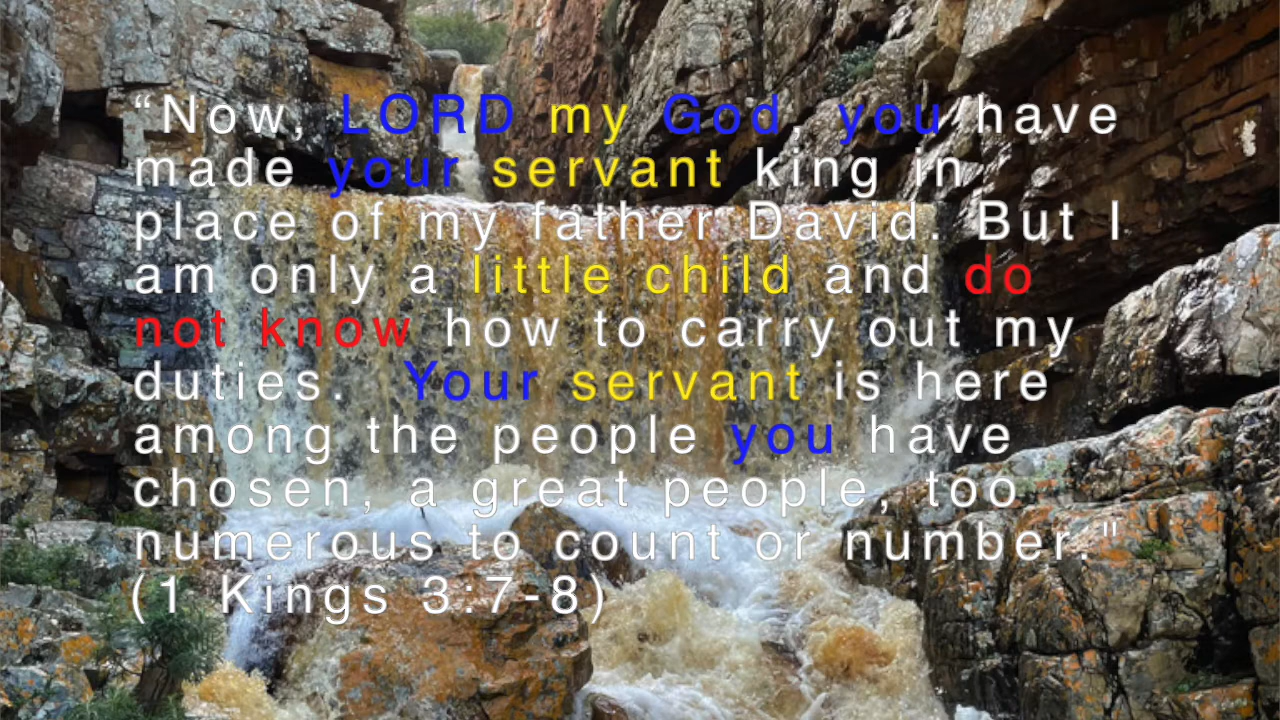 “Now, LORD my God, you have
made your servant king in
place of my father David. But I
am only a little child and do
not know how to carry out my
duties. Your servant is here
among the people you have
chosen, a great people, too
numerous to count or number."
(1 Kings 3:7-8)